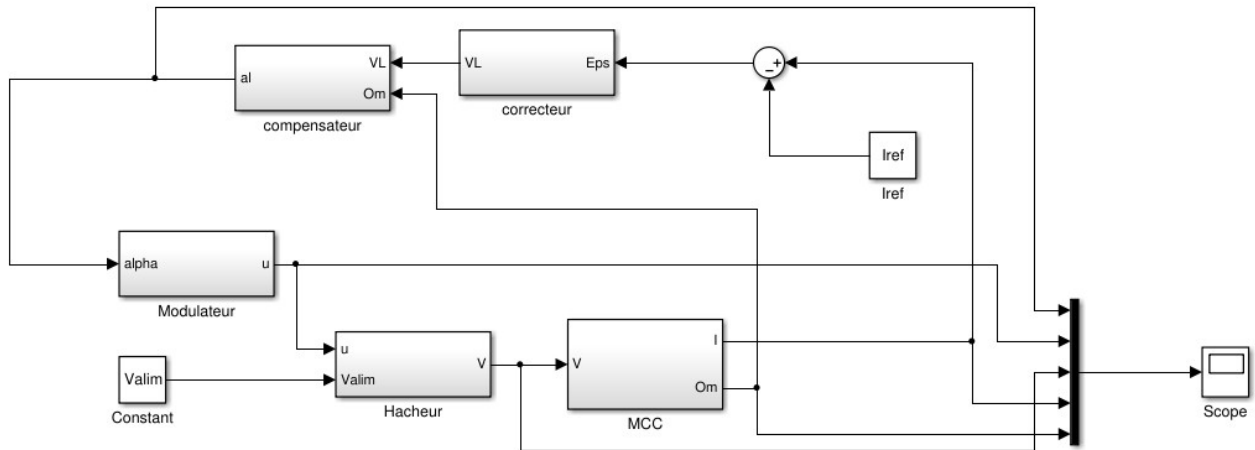 al
VL
Om
compensateur
VL
Eps
correcteur
_+
Iref
Iref
alpha
u
Modulateur
u
Valim
V
Hacheur
Valim
Constant
V
I
Om
MCC
Scope